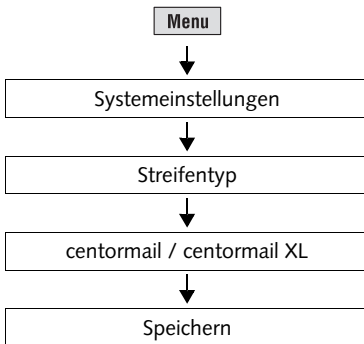 Menu
Systemeinstellungen
Streifentyp
centormail / centormail XL
Speichern